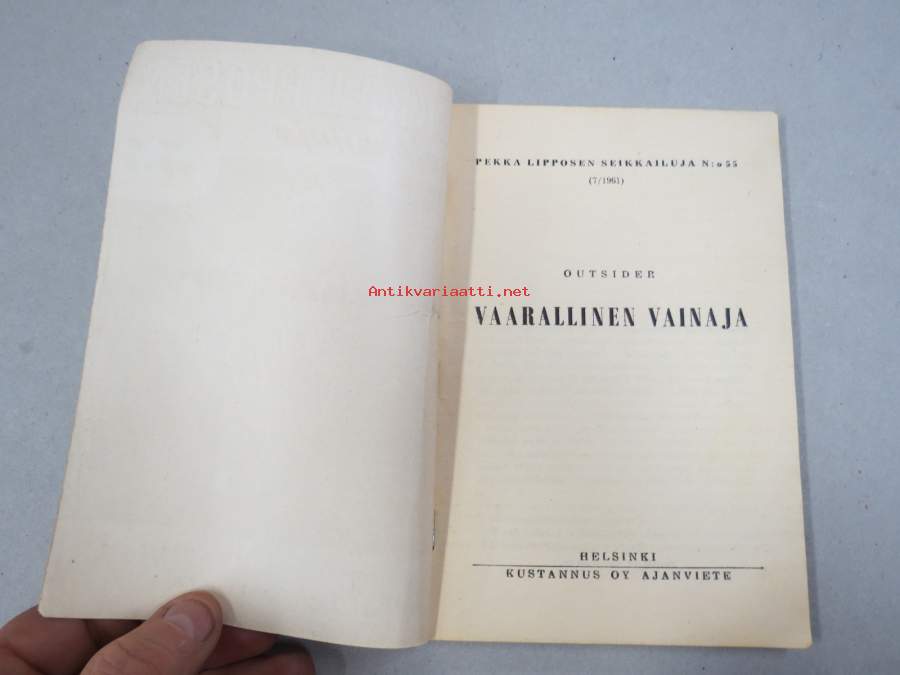 PEKKA LIPPOSEN SEIKKAILUJA N:o 55
(7/1961)
OUTSIDER
Antikvariaatti.net
VAARALLINEN VAINAJA
HELSINKI
KUSTANNUS OY AJANVIETE